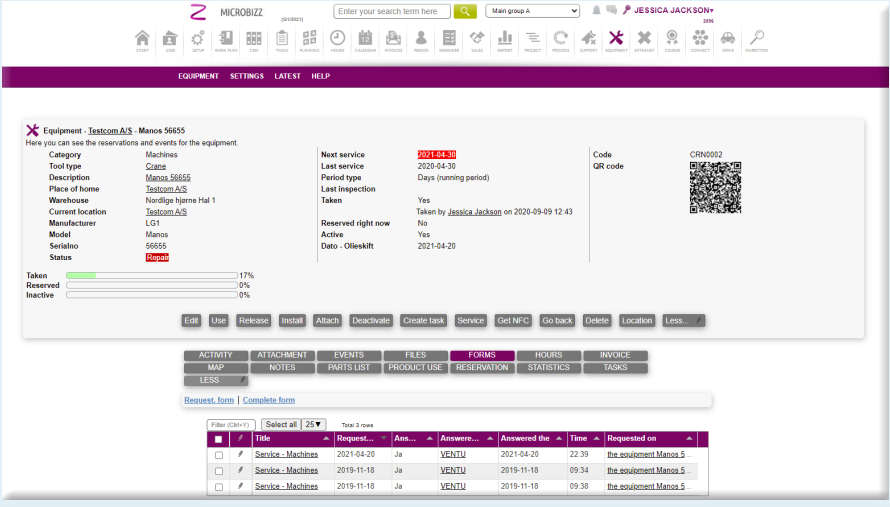 MICROBIZZ
(G1/2021)
Enter your search term here
Main group A
JESSICA JACKSON
2896
START
USER
SETUP
WORK PLAN
JOBS
TASKS
PLANNING
HOURS
CALENDAR
INVOICES
PERSON
REMINDER
SALES
REPORT
PROJECT
PROGRESS
SUPPORT
EQUIPMENT
EXTRANET
COURSE
CONNECT
DRIVE
INSPECTION
EQUIPMENT SETTINGS LATEST HELP
Equipment - Testcom A/S - Manos 56655
Here you can see the reservations and events for the equipment.
Category Machines
Tool type Crane
Description Manos 56655
Place of home Testcom A/S
Warehouse Nordlige hjørne Hal 1
Current location Testcom A/S
Manufacturer LG1
Model Manos
Serialno 56655
Status Repair
Next service 2021-04-30
Last service 2020-04-30
Period type Days (running period)
Last inspection
Taken Yes
Taken by Jessica Jackson on 2020-09-09 12:43
Reserved right now No
Active Yes
Dato - Olieskift 2021-04-20
Code CRN0002
QR code
Taken 17%
Reserved 0%
Inactive 0%
Edit Use Release Install Attach Deactivate Create task Service Get NFC Go back Delete Location Less...
ACTIVITY ATTACHMENT EVENTS FILES FORMS HOURS INVOICE
MAP NOTES PARTS LIST PRODUCT USE RESERVATION STATISTICS TASKS
LESS
Request. form | Complete form
Filter (Ctrl+Y) Select all 25▼ Total 3 rows
Title Request... Ans... Answere... Answered the Time Requested on
Service - Machines 2021-04-20 Ja VENTU 2021-04-20 22:39 the equipment Manos 5...
Service - Machines 2019-11-18 Ja VENTU 2019-11-18 09:34 the equipment Manos 5...
Service - Machines 2019-11-18 Ja VENTU 2019-11-18 09:38 the equipment Manos 5...